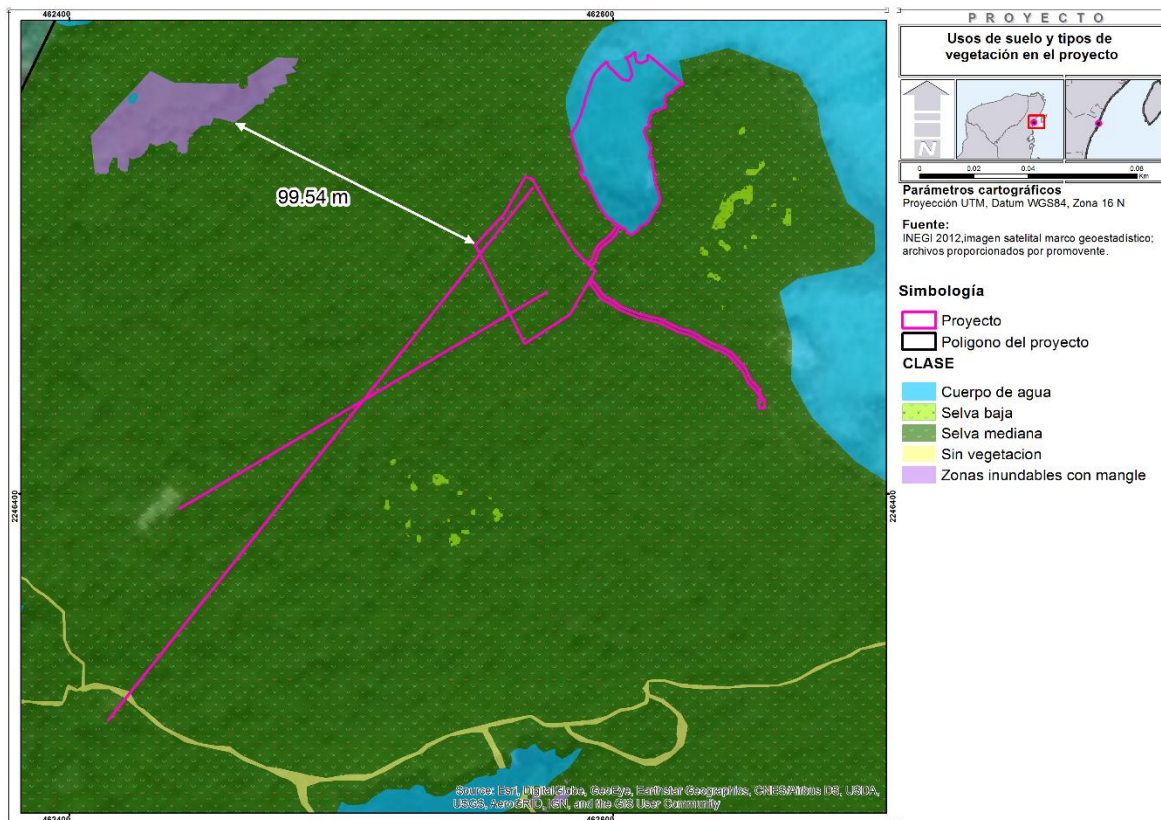 462400
462600
99.54 m
2246400
2246400
Source: Esri, DigitalGlobe, GeoEye, Earthstar Geographics, CNES/Airbus DS, USDA,
USGS, AeroGRID, IGN, and the GIS User Community
462400
462600
PROYECTO
Usos de suelo y tipos de
vegetación en el proyecto
N
0 0.02 0.04 0.08
Km
Parámetros cartográficos
Proyección UTM, Datum WGS84, Zona 16 N
Fuente:
INEGI 2012,imagen satelital marco geoestadístico;
archivos proporcionados por promovente.
Simbología
Proyecto
Poligono del proyecto
CLASE
Cuerpo de agua
Selva baja
Selva mediana
Sin vegetacion
Zonas inundables con mangle